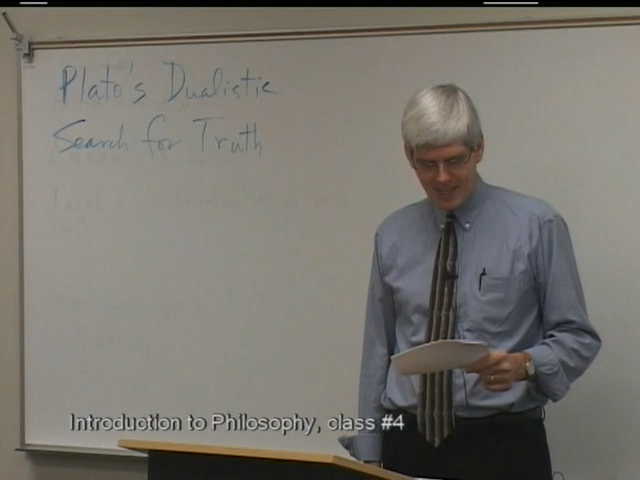 Plato's Dualistic
Search for Truth
Introduction to Philosophy, class #4